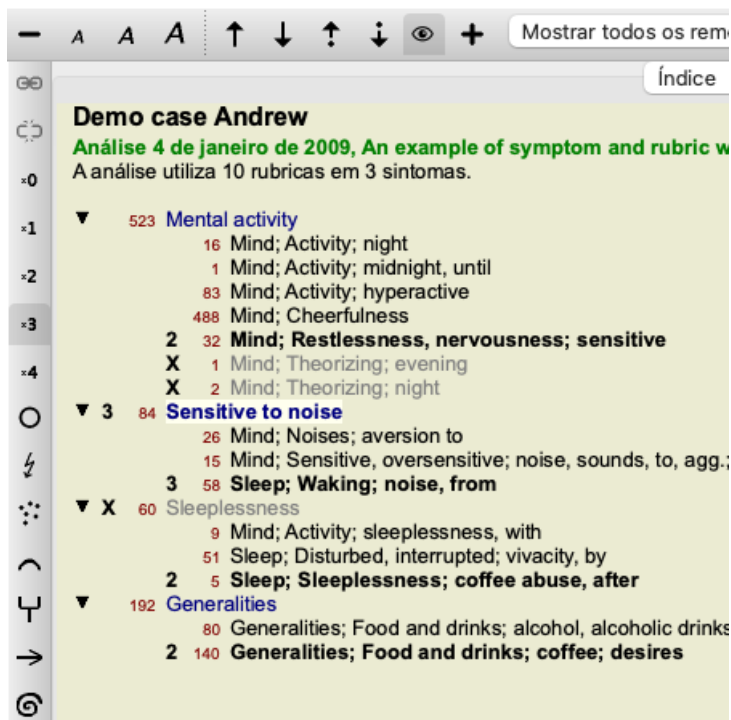 A A A Mostrar todos os rem
Índice
Demo case Andrew
Análise 4 de janeiro de 2009, An example of symptom and rubric w
A análise utiliza 10 rubricas em 3 sintomas.
×0
×1
×2
×3
×4
523 Mental activity
16 Mind; Activity; night
1 Mind; Activity; midnight, until
83 Mind; Activity; hyperactive
488 Mind; Cheerfulness
2 32 Mind; Restlessness, nervousness; sensitive
X 1 Mind; Theorizing; evening
X 2 Mind; Theorizing; night
3 84 Sensitive to noise
26 Mind; Noises; aversion to
15 Mind; Sensitive, oversensitive; noise, sounds, to, agg.;
3 58 Sleep; Waking; noise, from
X 60 Sleeplessness
9 Mind; Activity; sleeplessness, with
51 Sleep; Disturbed, interrupted; vivacity, by
2 5 Sleep; Sleeplessness; coffee abuse, after
192 Generalities
80 Generalities; Food and drinks; alcohol, alcoholic drinks
2 140 Generalities; Food and drinks; coffee; desires